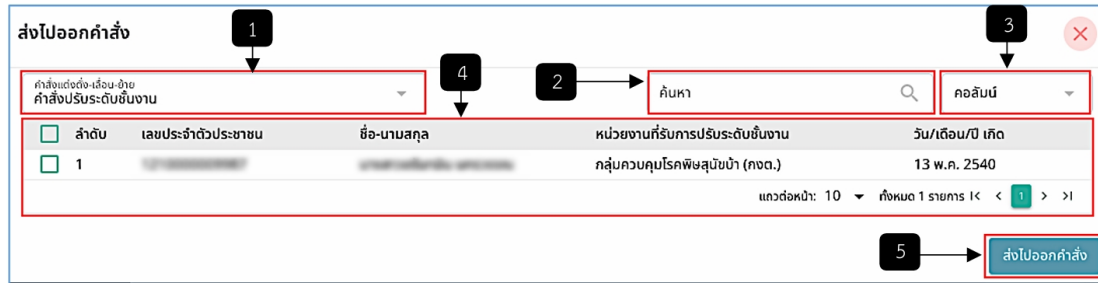 ส่งไปออกคำสั่ง
1
3
4
2
คำสั่งแต่งตั้ง-เลื่อน-ย้าย
คำสั่งปรับระดับชั้นงาน
ค้นหา
คอลัมน์
ลำดับ เลขประจำตัวประชาชน ชื่อ-นามสกุล หน่วยงานที่รับการปรับระดับชั้นงาน วัน/เดือน/ปี เกิด
1 กลุ่มควบคุมโรคพิษสุนัขบ้า (กงต.) 13 พ.ค. 2540
แถวต่อหน้า: 10 ทั้งหมด 1 รายการ 1
5
ส่งไปออกคำสั่ง